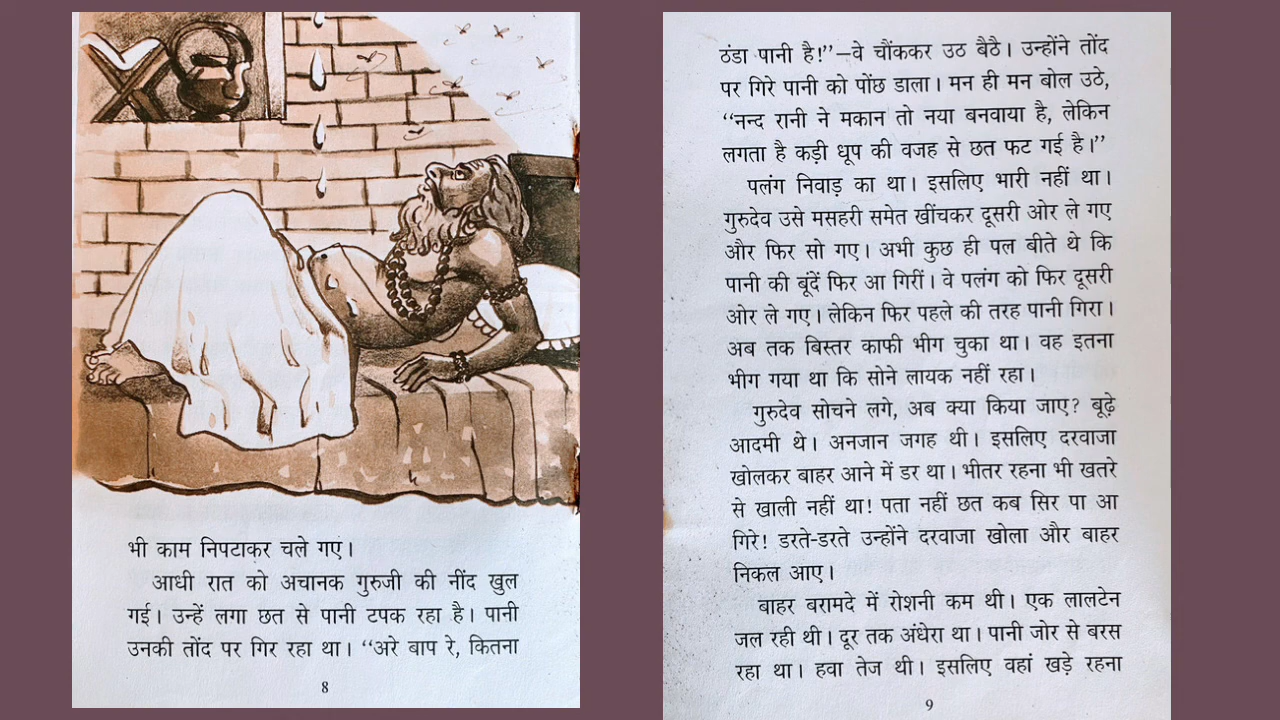 भी काम निपटाकर चले गए।
आधी रात को अचानक गुरुजी की नींद खुल
गई। उन्हें लगा छत से पानी टपक रहा है। पानी
उनकी तोंद पर गिर रहा था। “अरे बाप रे, कितना
8
ठंडा पानी है!”–वे चौंककर उठ बैठै। उन्होंने तोंद
पर गिरे पानी को पोंछ डाला। मन ही मन बोल उठे,
“नन्द रानी ने मकान तो नया बनवाया है, लेकिन
लगता है कड़ी धूप की वजह से छत फट गई है।”
पलंग निवाड़ का था। इसलिए भारी नहीं था।
गुरुदेव उसे मसहरी समेत खींचकर दूसरी ओर ले गए
और फिर सो गए। अभी कुछ ही पल बीते थे कि
पानी की बूंदें फिर आ गिरीं। वे पलंग को फिर दूसरी
ओर ले गए। लेकिन फिर पहले की तरह पानी गिरा।
अब तक बिस्तर काफी भीग चुका था। वह इतना
भीग गया था कि सोने लायक नहीं रहा।
गुरुदेव सोचने लगे, अब क्या किया जाए? बूढ़े
आदमी थे। अनजान जगह थी। इसलिए दरवाजा
खोलकर बाहर आने में डर था। भीतर रहना भी खतरे
से खाली नहीं था! पता नहीं छत कब सिर पा आ
गिरे! डरते-डरते उन्होंने दरवाजा खोला और बाहर
निकल आए।
बाहर बरामदे में रोशनी कम थी। एक लालटेन
जल रही थी। दूर तक अंधेरा था। पानी जोर से बरस
रहा था। हवा तेज थी। इसलिए वहां खड़े रहना
9